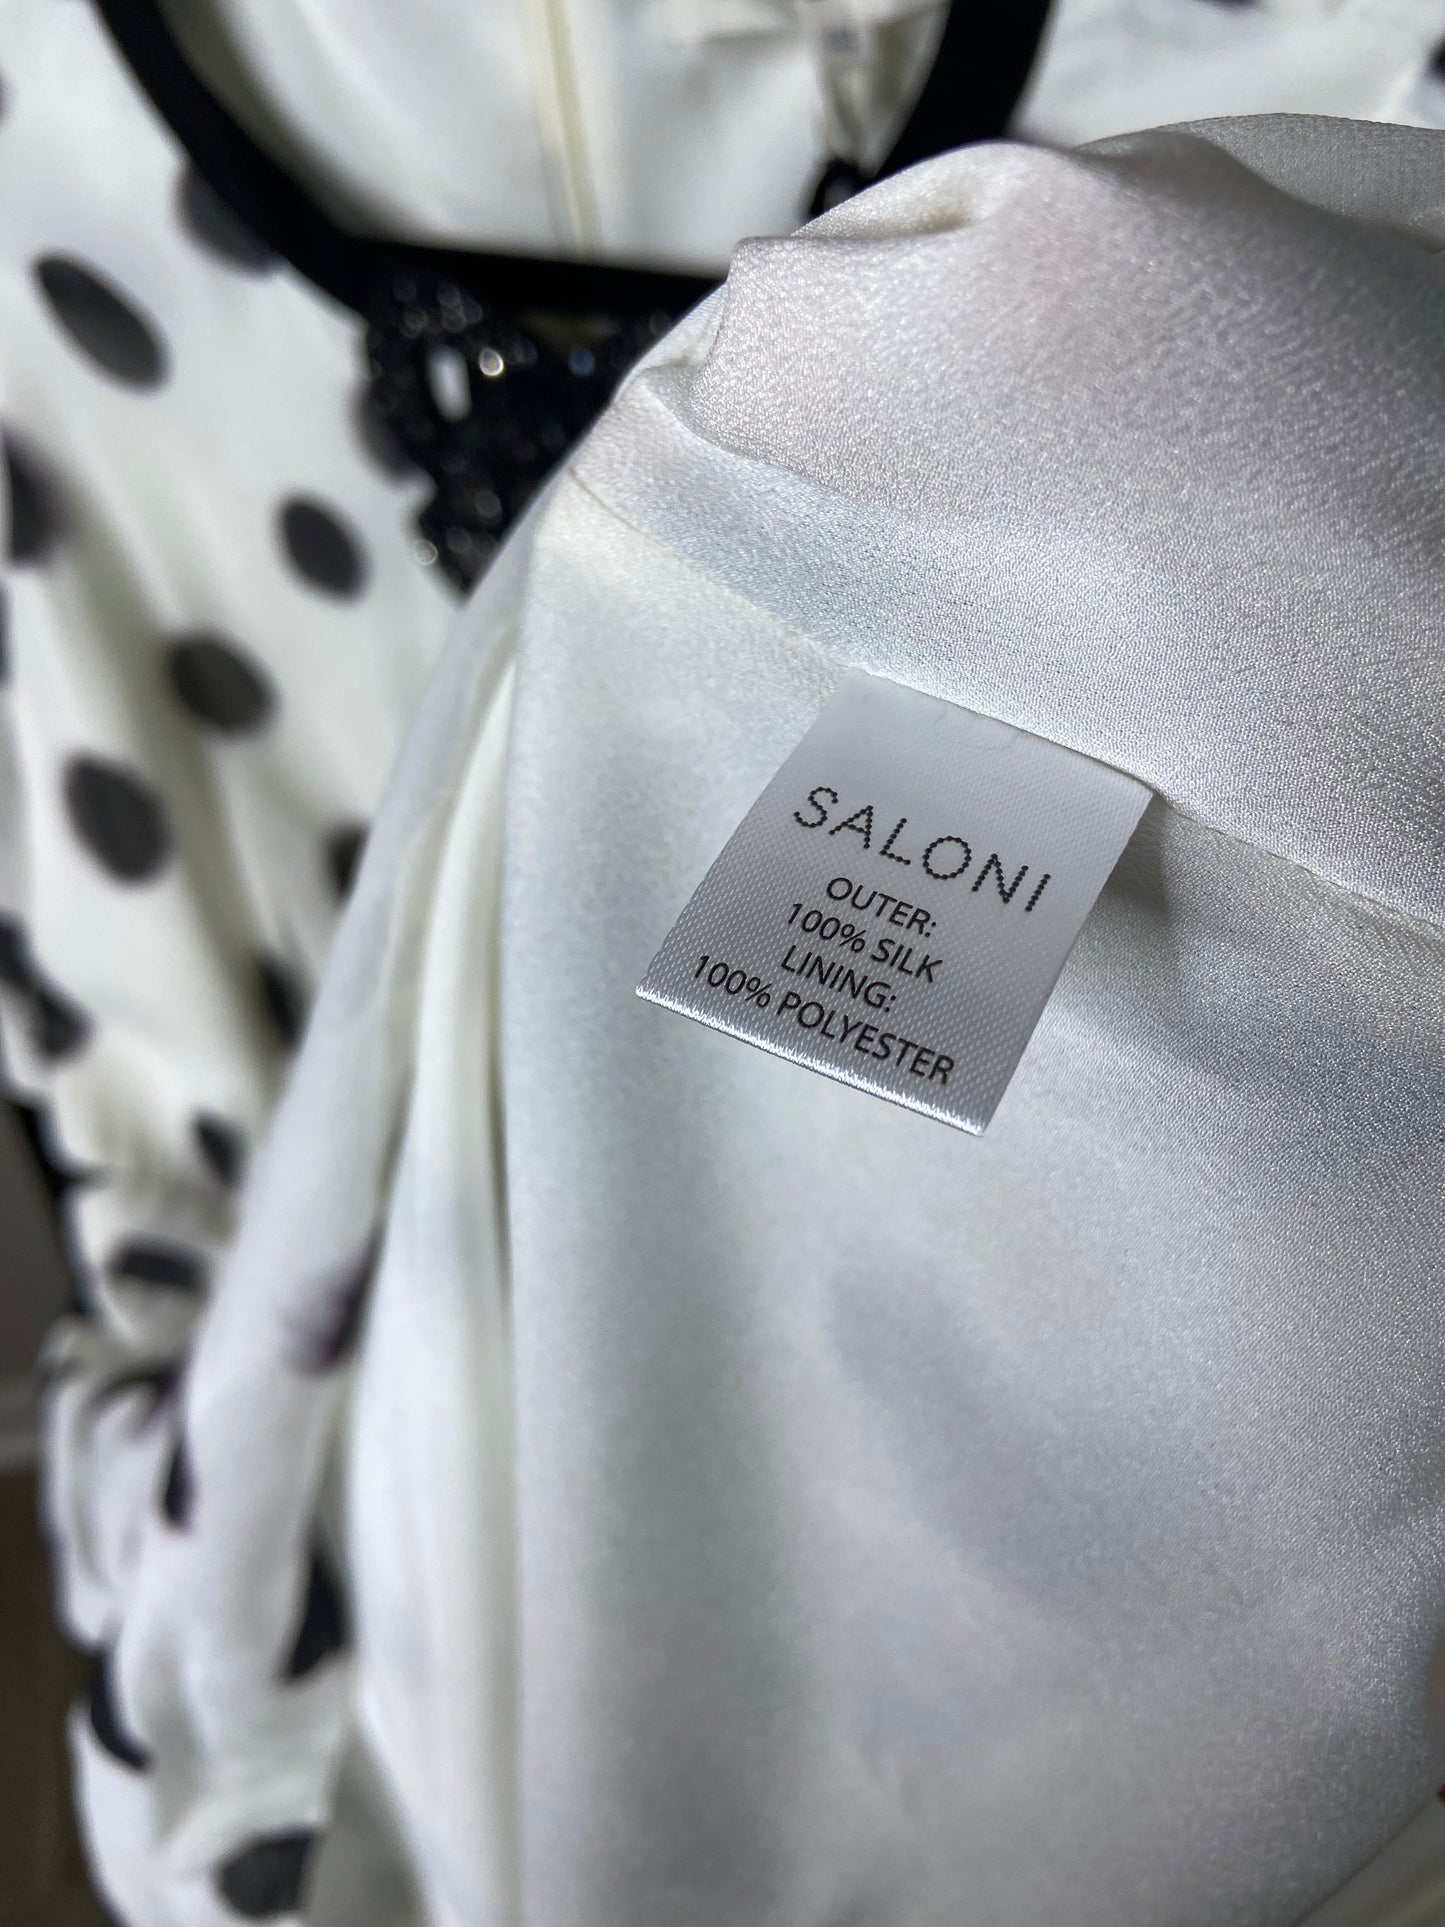 SALONI
OUTER:
100% SILK
LINING:
100% POLYESTER